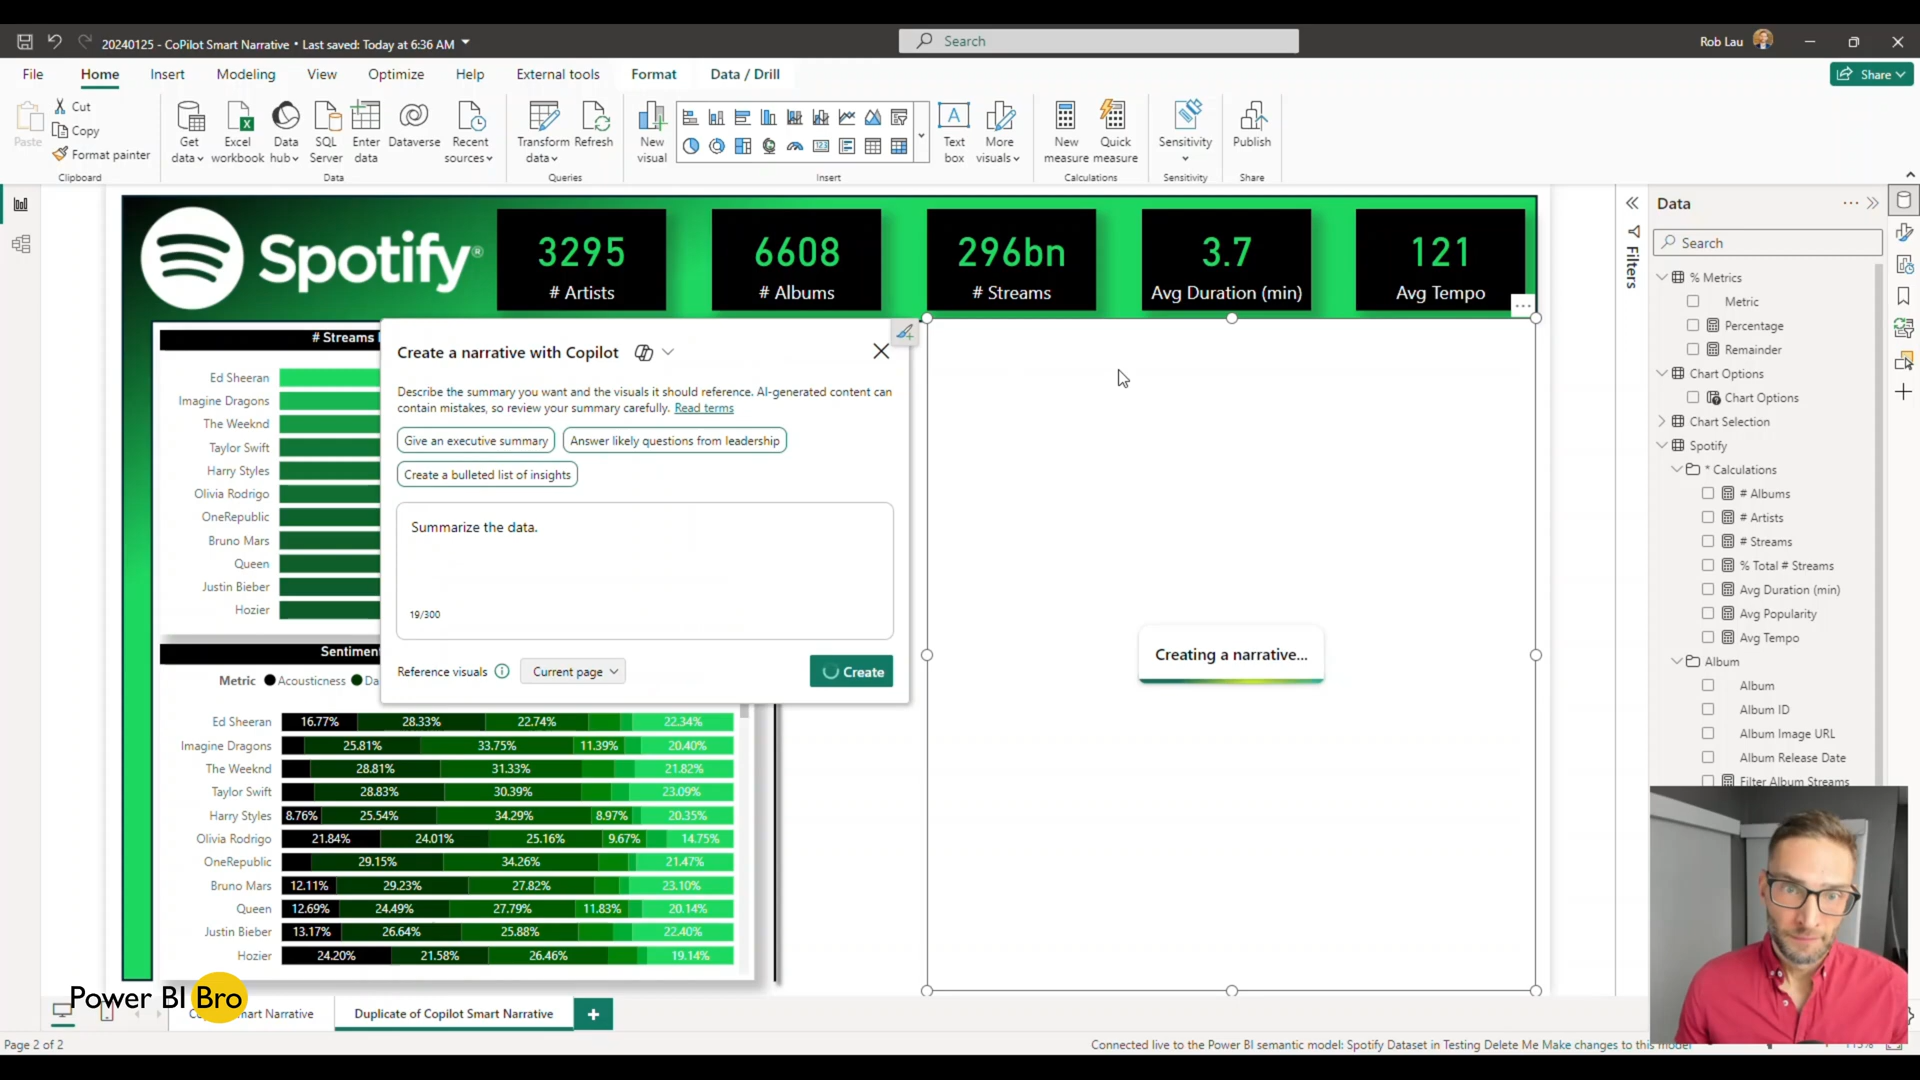 20240125 - CoPilot Smart Narrative • Last saved: Today at 6:36 AM
Search
Rob Lau
File Home Insert Modeling View Optimize Help External tools Format Data / Drill
Share
Paste
Cut
Copy
Format painter
Clipboard
Get data
Excel workbook
Data hub
SQL Server
Enter data
Dataverse
Recent sources
Data
Transform data
Refresh
Queries
New visual
Text box
More visuals
Insert
New measure
Quick measure
Calculations
Sensitivity
Sensitivity
Publish
Share
Spotify®
3295
# Artists
6608
# Albums
296bn
# Streams
3.7
Avg Duration (min)
121
Avg Tempo
# Streams
Ed Sheeran
Imagine Dragons
The Weeknd
Taylor Swift
Harry Styles
Olivia Rodrigo
OneRepublic
Bruno Mars
Queen
Justin Bieber
Hozier
Create a narrative with Copilot
Describe the summary you want and the visuals it should reference. AI-generated content can
contain mistakes, so review your summary carefully. Read terms
Give an executive summary
Answer likely questions from leadership
Create a bulleted list of insights
Summarize the data.
19/300
Reference visuals
Current page
Create
Creating a narrative...
Sentiment
Metric Acousticness Da
Ed Sheeran 16.77% 28.33% 22.74% 22.34%
Imagine Dragons 25.81% 33.75% 11.39% 20.40%
The Weeknd 28.81% 31.33% 21.82%
Taylor Swift 28.83% 30.39% 23.09%
Harry Styles 8.76% 25.54% 34.29% 8.97% 20.35%
Olivia Rodrigo 21.84% 24.01% 25.16% 9.67% 14.75%
OneRepublic 29.15% 34.26% 21.47%
Bruno Mars 12.11% 29.23% 27.82% 23.10%
Queen 12.69% 24.49% 27.79% 11.83% 20.14%
Justin Bieber 13.17% 26.64% 25.88% 22.40%
Hozier 24.20% 21.58% 26.46% 19.14%
Filters
Data
Search
% Metrics
Metric
Percentage
Remainder
Chart Options
Chart Options
Chart Selection
Spotify
* Calculations
# Albums
# Artists
# Streams
% Total # Streams
Avg Duration (min)
Avg Popularity
Avg Tempo
Album
Album
Album ID
Album Image URL
Album Release Date
Filter Album Streams
Power BI Bro
Smart Narrative
Duplicate of Copilot Smart Narrative
Page 2 of 2
Connected live to the Power BI semantic model: Spotify Dataset in Testing Delete Me Make changes to this model